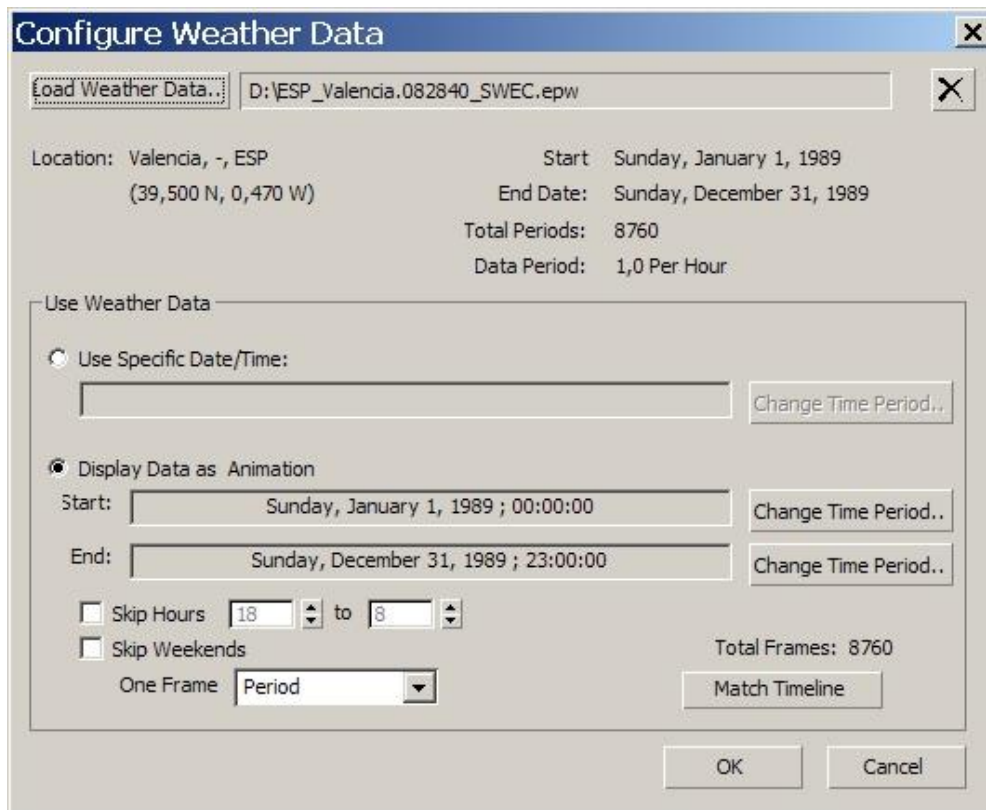 Configure Weather Data
Load Weather Data.. D:\ESP_Valencia.082840_SWEC.epw
Location: Valencia, -, ESP Start Sunday, January 1, 1989
(39,500 N, 0,470 W) End Date: Sunday, December 31, 1989
Total Periods: 8760
Data Period: 1,0 Per Hour
Use Weather Data
Use Specific Date/Time:
Change Time Period..
Display Data as Animation
Start: Sunday, January 1, 1989 ; 00:00:00 Change Time Period..
End: Sunday, December 31, 1989 ; 23:00:00 Change Time Period..
Skip Hours 18 to 8
Skip Weekends Total Frames: 8760
One Frame Period Match Timeline
OK Cancel